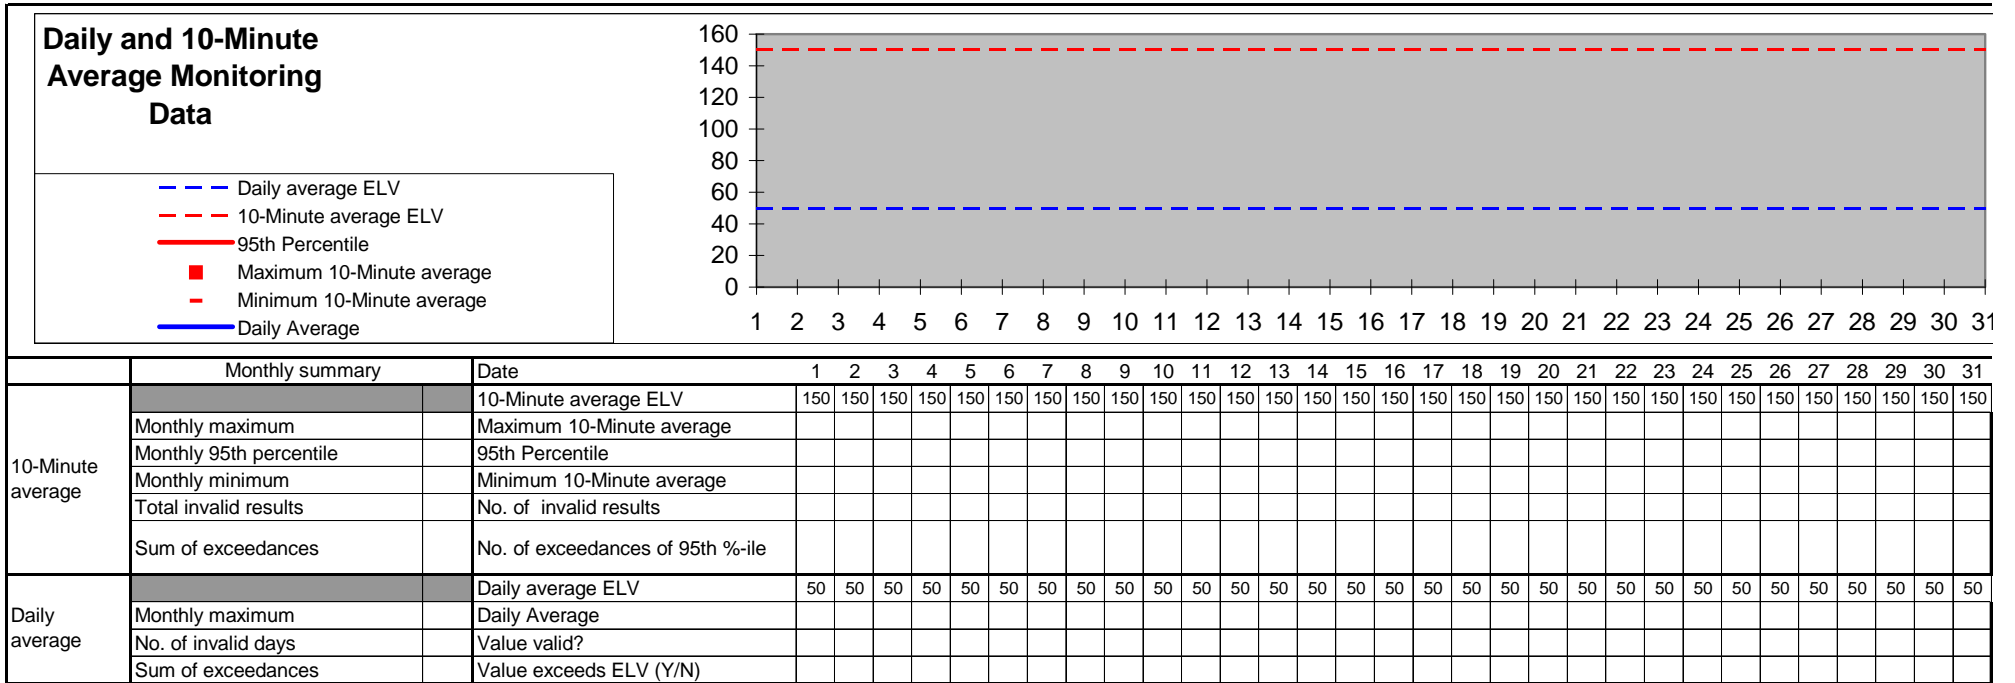 Daily and 10-Minute
Average Monitoring
Data
Daily average ELV
10-Minute average ELV
95th Percentile
Maximum 10-Minute average
Minimum 10-Minute average
Daily Average
160
140
120
100
80
60
40
20
0
1 2 3 4 5 6 7 8 9 10 11 12 13 14 15 16 17 18 19 20 21 22 23 24 25 26 27 28 29 30 31
Monthly summary Date 1 2 3 4 5 6 7 8 9 10 11 12 13 14 15 16 17 18 19 20 21 22 23 24 25 26 27 28 29 30 31
10-Minute average ELV 150 150 150 150 150 150 150 150 150 150 150 150 150 150 150 150 150 150 150 150 150 150 150 150 150 150 150 150 150 150 150
Monthly maximum Maximum 10-Minute average
Monthly 95th percentile 95th Percentile
10-Minute
average
Monthly minimum Minimum 10-Minute average
Total invalid results No. of invalid results
Sum of exceedances No. of exceedances of 95th %-ile
Daily average ELV 50 50 50 50 50 50 50 50 50 50 50 50 50 50 50 50 50 50 50 50 50 50 50 50 50 50 50 50 50 50 50
Daily
average
Monthly maximum Daily Average
No. of invalid days Value valid?
Sum of exceedances Value exceeds ELV (Y/N)